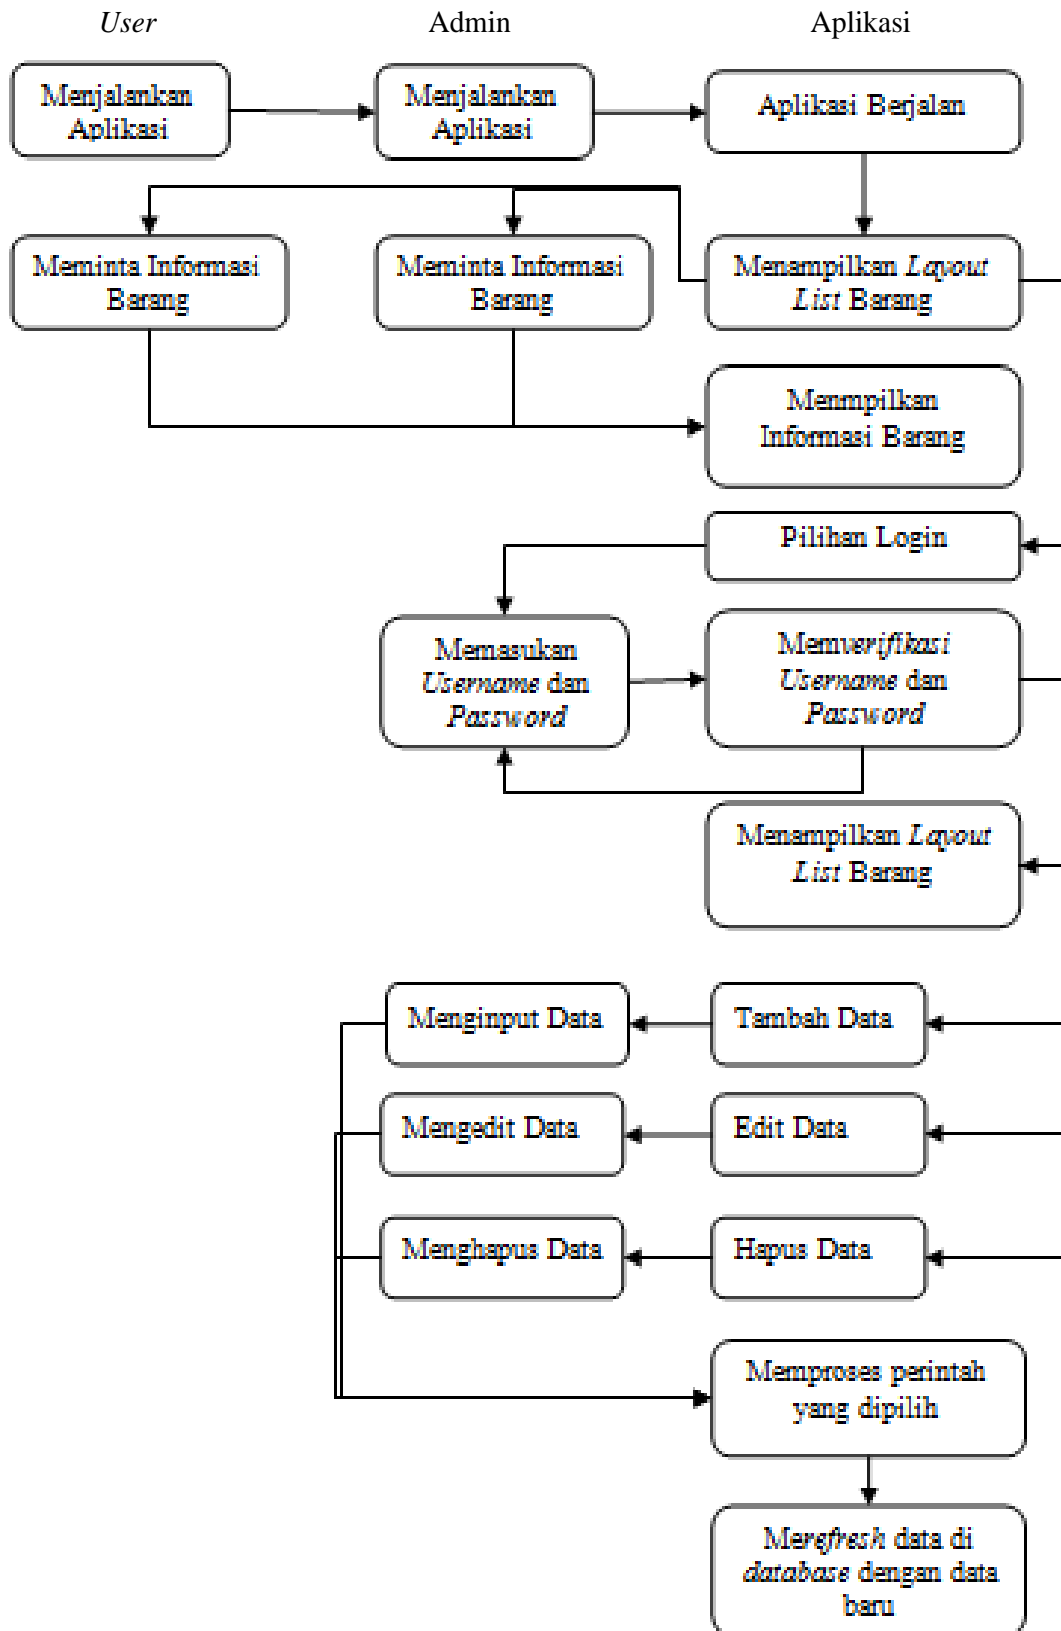 User
Admin
Aplikasi
Menjalankan
Aplikasi
Menjalankan
Aplikasi
Aplikasi Berjalan
Meminta Informasi
Barang
Meminta Informasi
Barang
Menampilkan Layout
List Barang
Menmpilkan
Informasi Barang
Pilihan Login
Memasukan
Username dan
Password
Memverifikasi
Username dan
Password
Menampilkan Layout
List Barang
Menginput Data
Tambah Data
Mengedit Data
Edit Data
Menghapus Data
Hapus Data
Memproses perintah
yang dipilih
Merefresh data di
database dengan data
baru